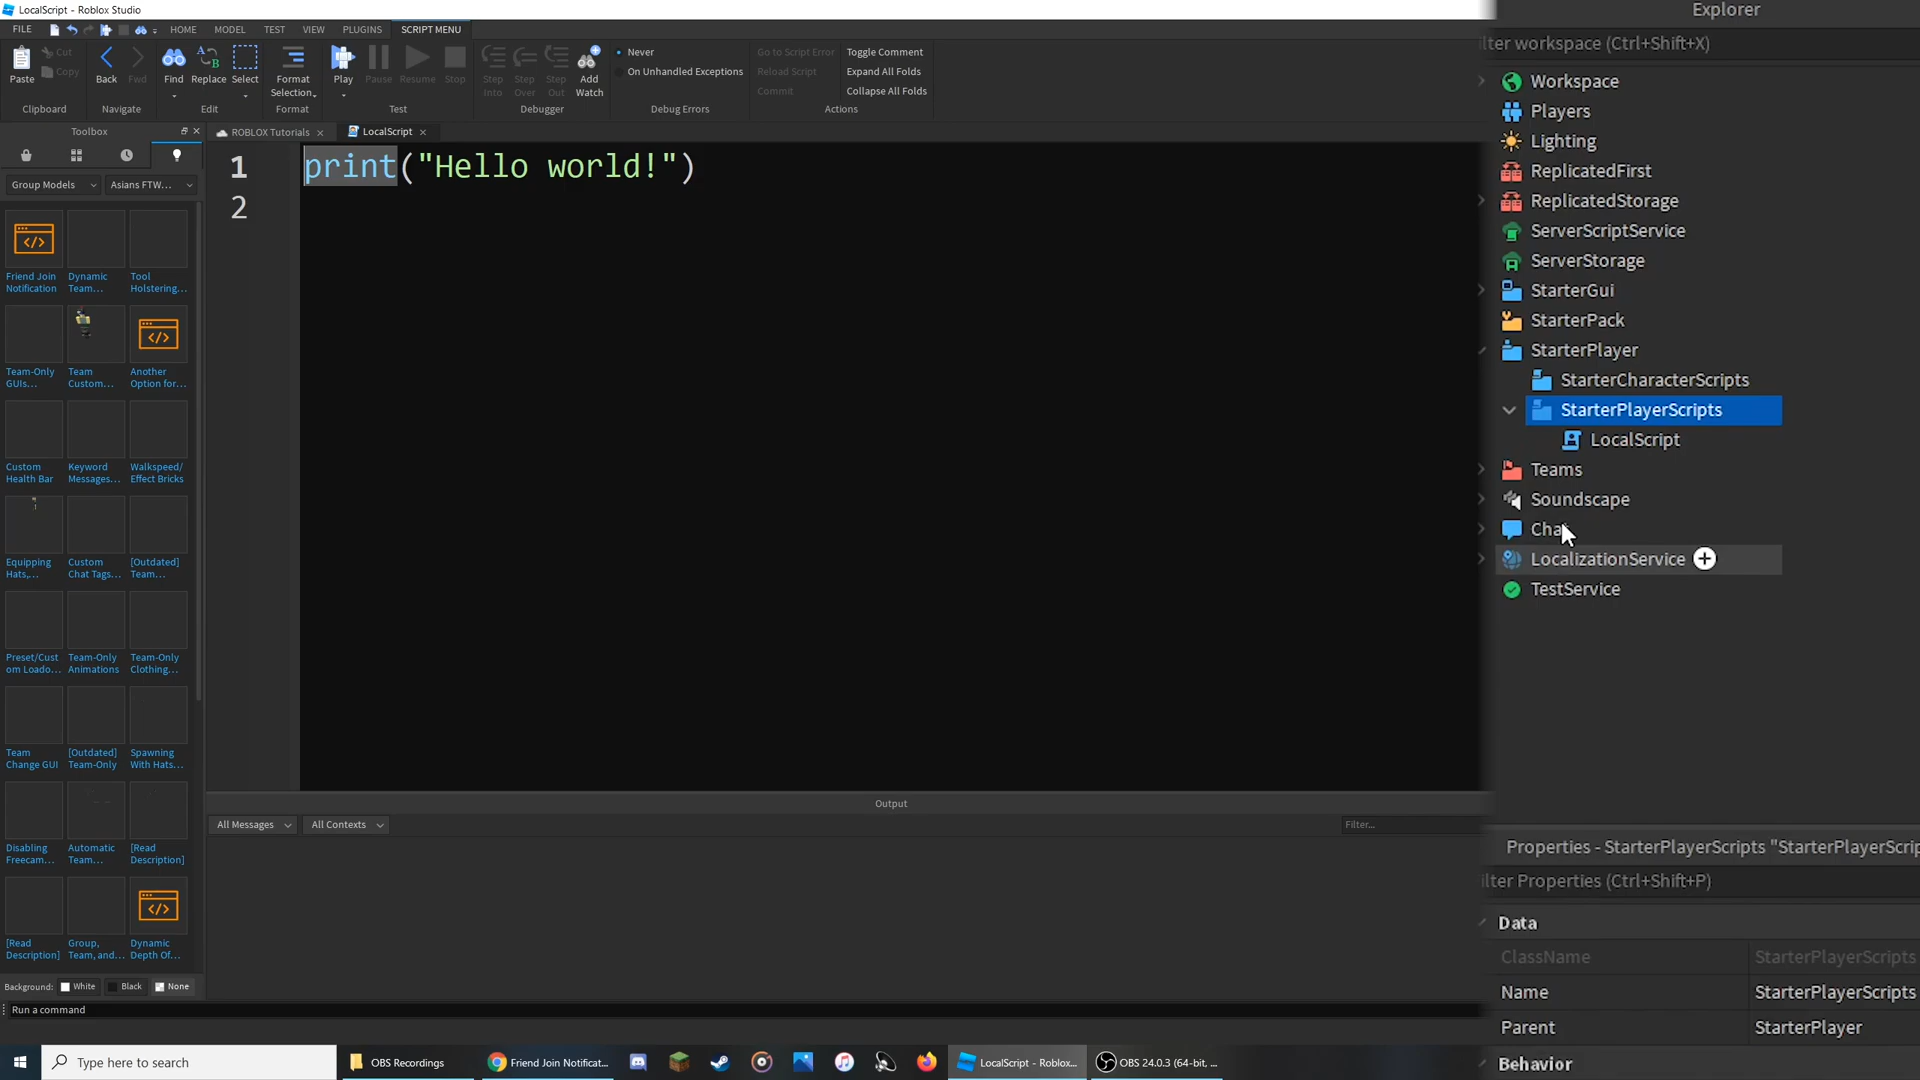 LocalScript - Roblox Studio
FILE HOME MODEL TEST VIEW PLUGINS SCRIPT MENU
Paste Cut Copy Clipboard
Back Fwd Navigate
Find Replace Select Edit
Format Selection Format
Play Pause Resume Stop Test
Step Into Step Over Step Out Add Watch Debugger
Never
On Unhandled Exceptions
Debug Errors
Go to Script Error Toggle Comment
Reload Script Expand All Folds
Commit Collapse All Folds
Actions
Toolbox
ROBLOX Tutorials LocalScript
Group Models Asians FTW...
Friend Join Notification
Dynamic Team...
Tool Holstering...
Team-Only GUIs...
Team Custom...
Another Option for...
Custom Health Bar
Keyword Messages...
Walkspeed/ Effect Bricks
Equipping Hats,...
Custom Chat Tags...
[Outdated] Team...
Preset/Cust om Loado...
Team-Only Animations
Team-Only Clothing...
Team Change GUI
[Outdated] Team-Only
Spawning With Hats...
Disabling Freecam...
Automatic Team...
[Read Description]
[Read Description]
Group, Team, and...
Dynamic Depth Of...
Background: White Black None
Run a command
1 print("Hello world!")
2
Output
All Messages All Contexts Filter...
Explorer
lter workspace (Ctrl+Shift+X)
Workspace
Players
Lighting
ReplicatedFirst
ReplicatedStorage
ServerScriptService
ServerStorage
StarterGui
StarterPack
StarterPlayer
StarterCharacterScripts
StarterPlayerScripts
LocalScript
Teams
Soundscape
Chat
LocalizationService
TestService
Properties - StarterPlayerScripts "StarterPlayerScrip
lter Properties (Ctrl+Shift+P)
Data
ClassName StarterPlayerScripts
Name StarterPlayerScripts
Parent StarterPlayer
Behavior
Type here to search
OBS Recordings
Friend Join Notificat...
LocalScript - Roblox...
OBS 24.0.3 (64-bit, ...